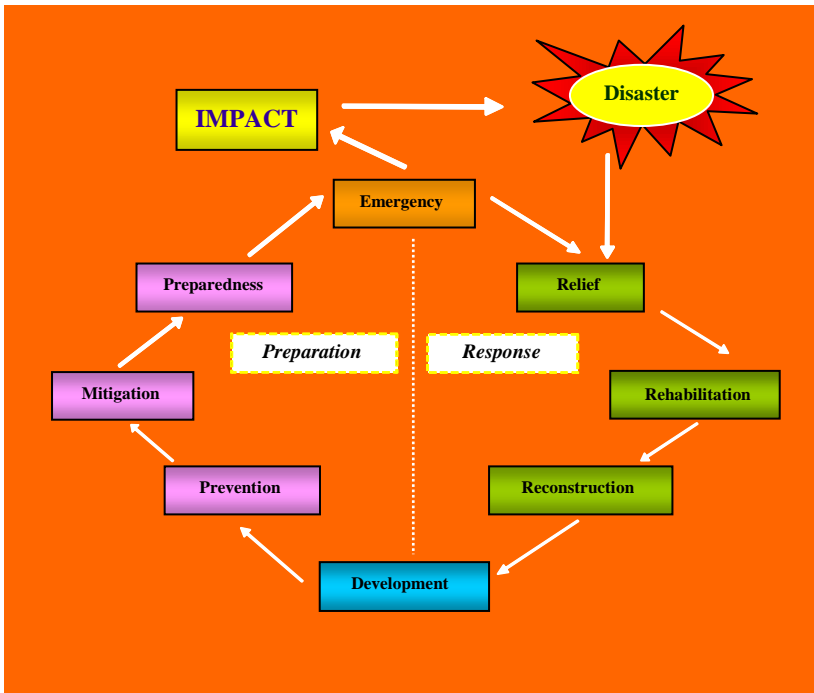 Disaster
IMPACT
Emergency
Preparedness
Relief
Preparation
Response
Mitigation
Rehabilitation
Prevention
Reconstruction
Development